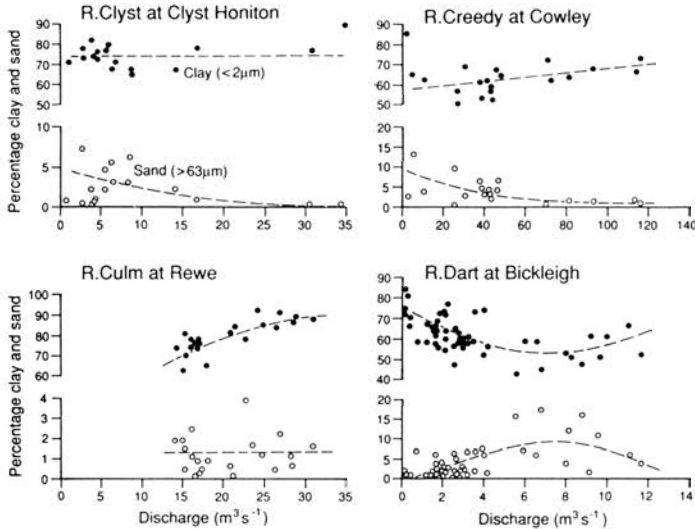 R.Clyst at Clyst Honiton
R.Creedy at Cowley
Percentage clay and sand
90
80
70
60
50
Clay (<2μm)
10
5
0
Sand (>63μm)
0 5 10 15 20 25 30 35
90
80
70
60
50
20
15
10
5
0
0 20 40 60 80 100 120 140
R.Culm at Rewe
R.Dart at Bickleigh
Percentage clay and sand
100
90
80
70
60
4
3
2
1
0
0 5 10 15 20 25 30 35
Discharge (m³s⁻¹)
90
80
70
60
50
40
20
15
10
5
0
0 2 4 6 8 10 12 14
Discharge (m³s⁻¹)